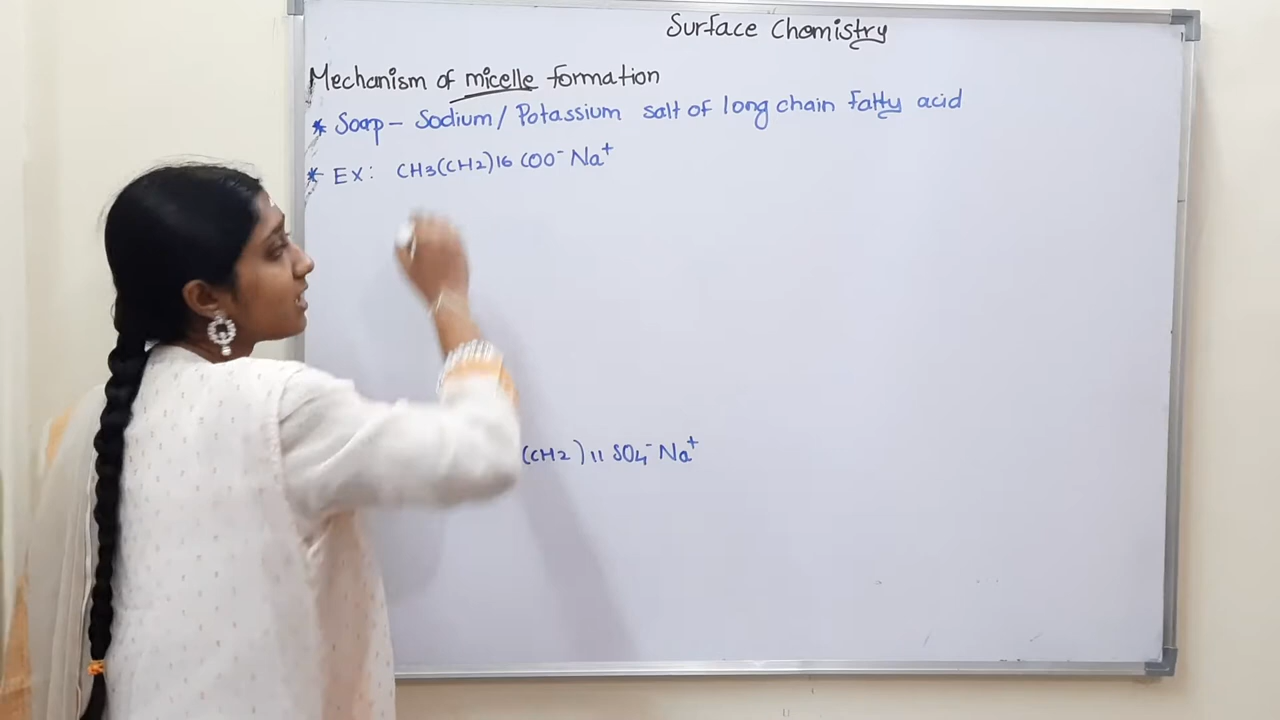 Surface Chemistry
Mechanism of micelle formation
* Soap - Sodium / Potassium salt of long chain fatty acid
* Ex: CH3(CH2)16 COO⁻ Na⁺
(CH2)11 SO4⁻ Na⁺